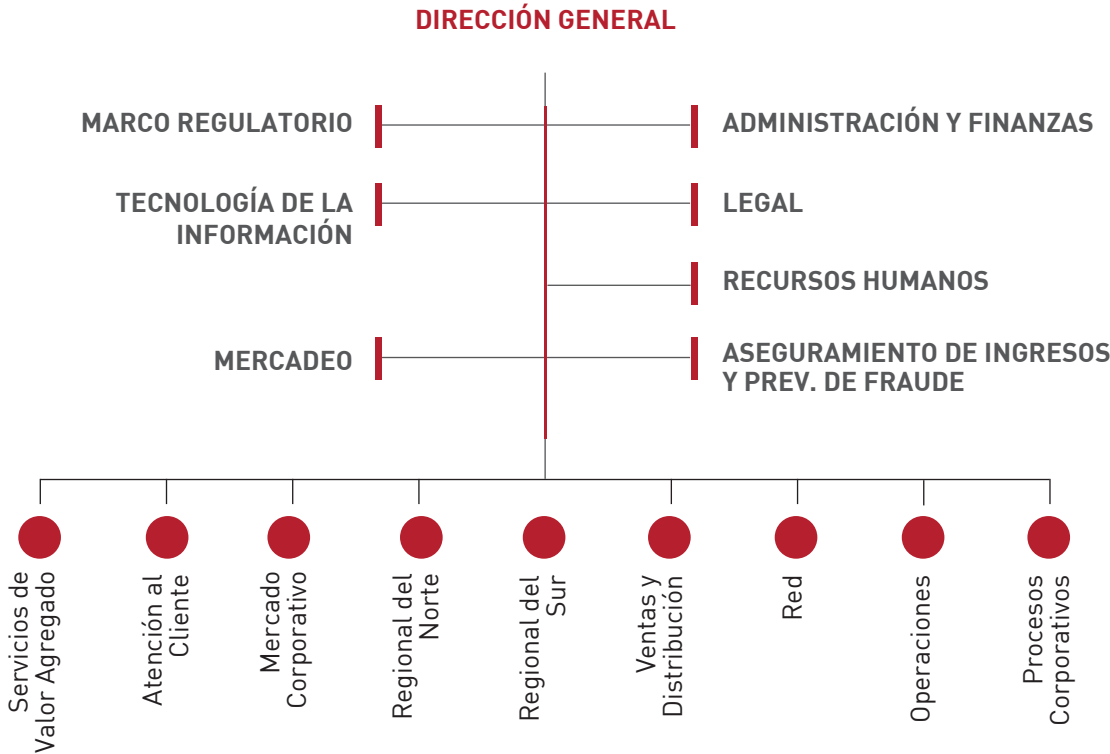 DIRECCIÓN GENERAL
MARCO REGULATORIO
ADMINISTRACIÓN Y FINANZAS
TECNOLOGÍA DE LA
INFORMACIÓN
LEGAL
RECURSOS HUMANOS
MERCADEO
ASEGURAMIENTO DE INGRESOS
Y PREV. DE FRAUDE
Servicios de
Valor Agregado
Atención al
Cliente
Mercado
Corporativo
Regional del
Norte
Regional del
Sur
Ventas y
Distribución
Red
Operaciones
Procesos
Corporativos